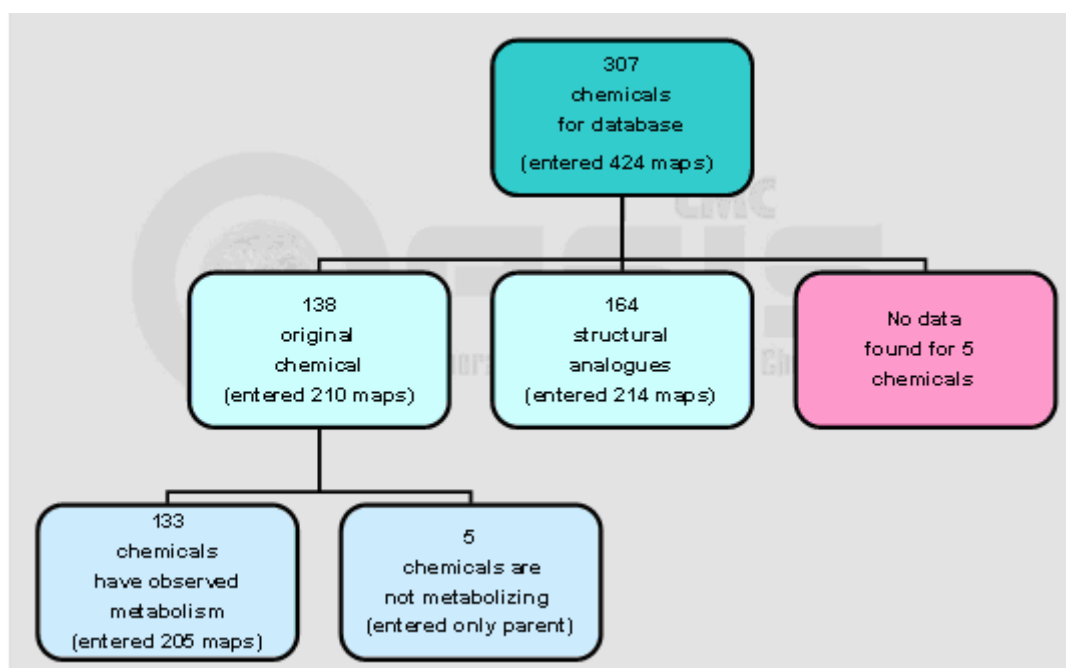 307
chemicals
for database
(entered 424 maps)
CMC
138
original
chemical
(entered 210 maps)
164
structural
analogues
(entered 214 maps)
No data
found for 5
chemicals
133
chemicals
have observed
metabolism
(entered 205 maps)
5
chemicals are
not metabolizing
(entered only parent)